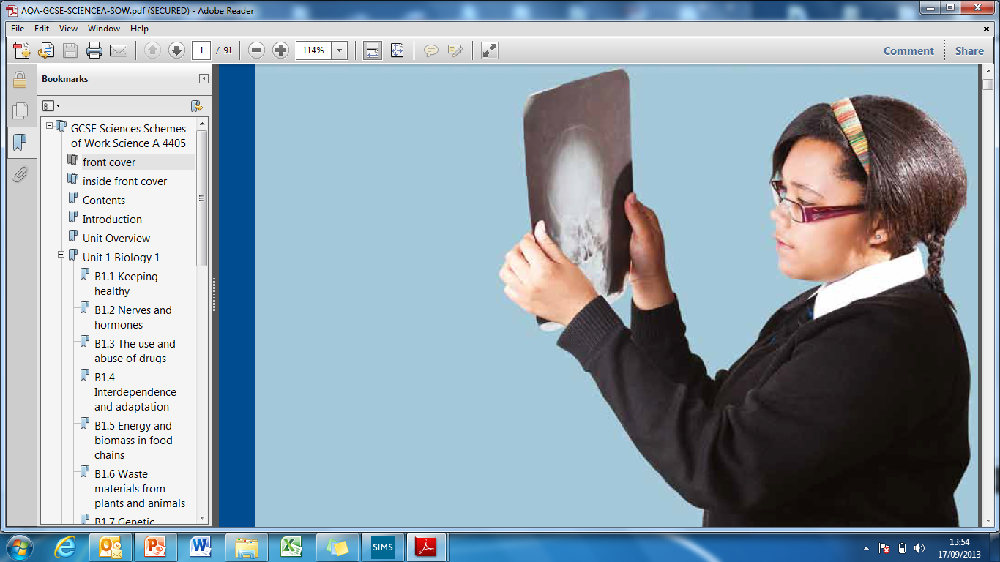 AQA-GCSE-SCIENCEA-SOW.pdf (SECURED) - Adobe Reader
File Edit View Window Help
1 / 91 114% Comment Share
Bookmarks
GCSE Sciences Schemes
of Work Science A 4405
front cover
inside front cover
Contents
Introduction
Unit Overview
Unit 1 Biology 1
B1.1 Keeping
healthy
B1.2 Nerves and
hormones
B1.3 The use and
abuse of drugs
B1.4
Interdependence
and adaptation
B1.5 Energy and
biomass in food
chains
B1.6 Waste
materials from
plants and animals
B1.7 Genetic
SIMS
13:54
17/09/2013